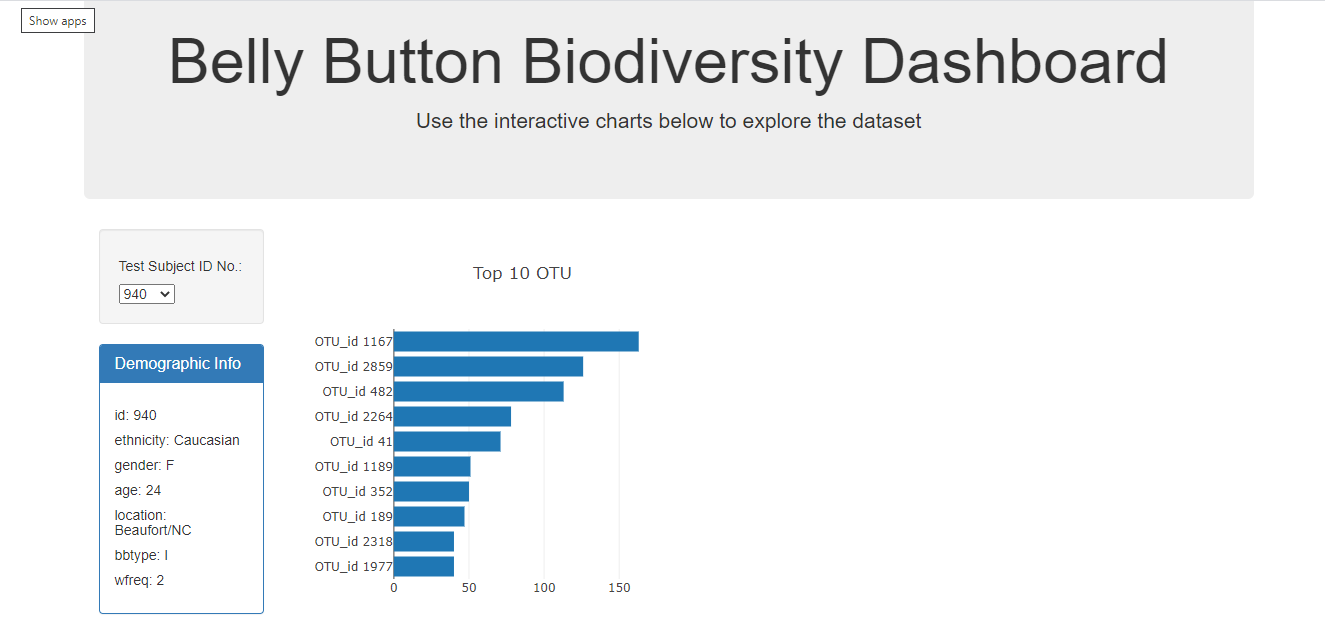 Show apps
Belly Button Biodiversity Dashboard
Use the interactive charts below to explore the dataset
Test Subject ID No.:
940
Demographic Info
id: 940
ethnicity: Caucasian
gender: F
age: 24
location:
Beaufort/NC
bbtype: I
wfreq: 2
Top 10 OTU
OTU_id 1167
OTU_id 2859
OTU_id 482
OTU_id 2264
OTU_id 41
OTU_id 1189
OTU_id 352
OTU_id 189
OTU_id 2318
OTU_id 1977
0 50 100 150